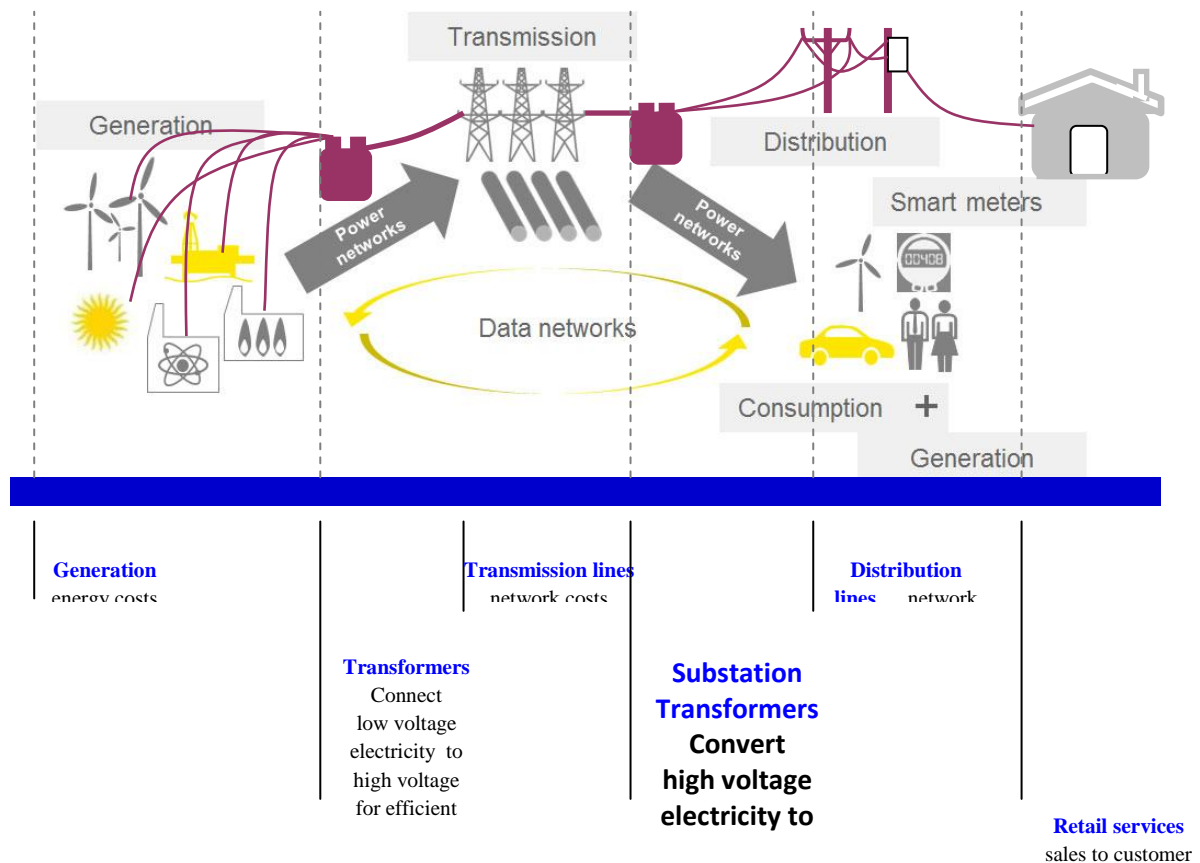 Transmission
Generation
Distribution
Power
networks
Power
networks
Smart meters
00408
Data networks
Consumption +
Generation
Generation
energy costs
Transmission lines
network costs
Distribution
lines network
Transformers
Connect
low voltage
electricity to
high voltage
for efficient
Substation
Transformers
Convert
high voltage
electricity to
Retail services
sales to customer